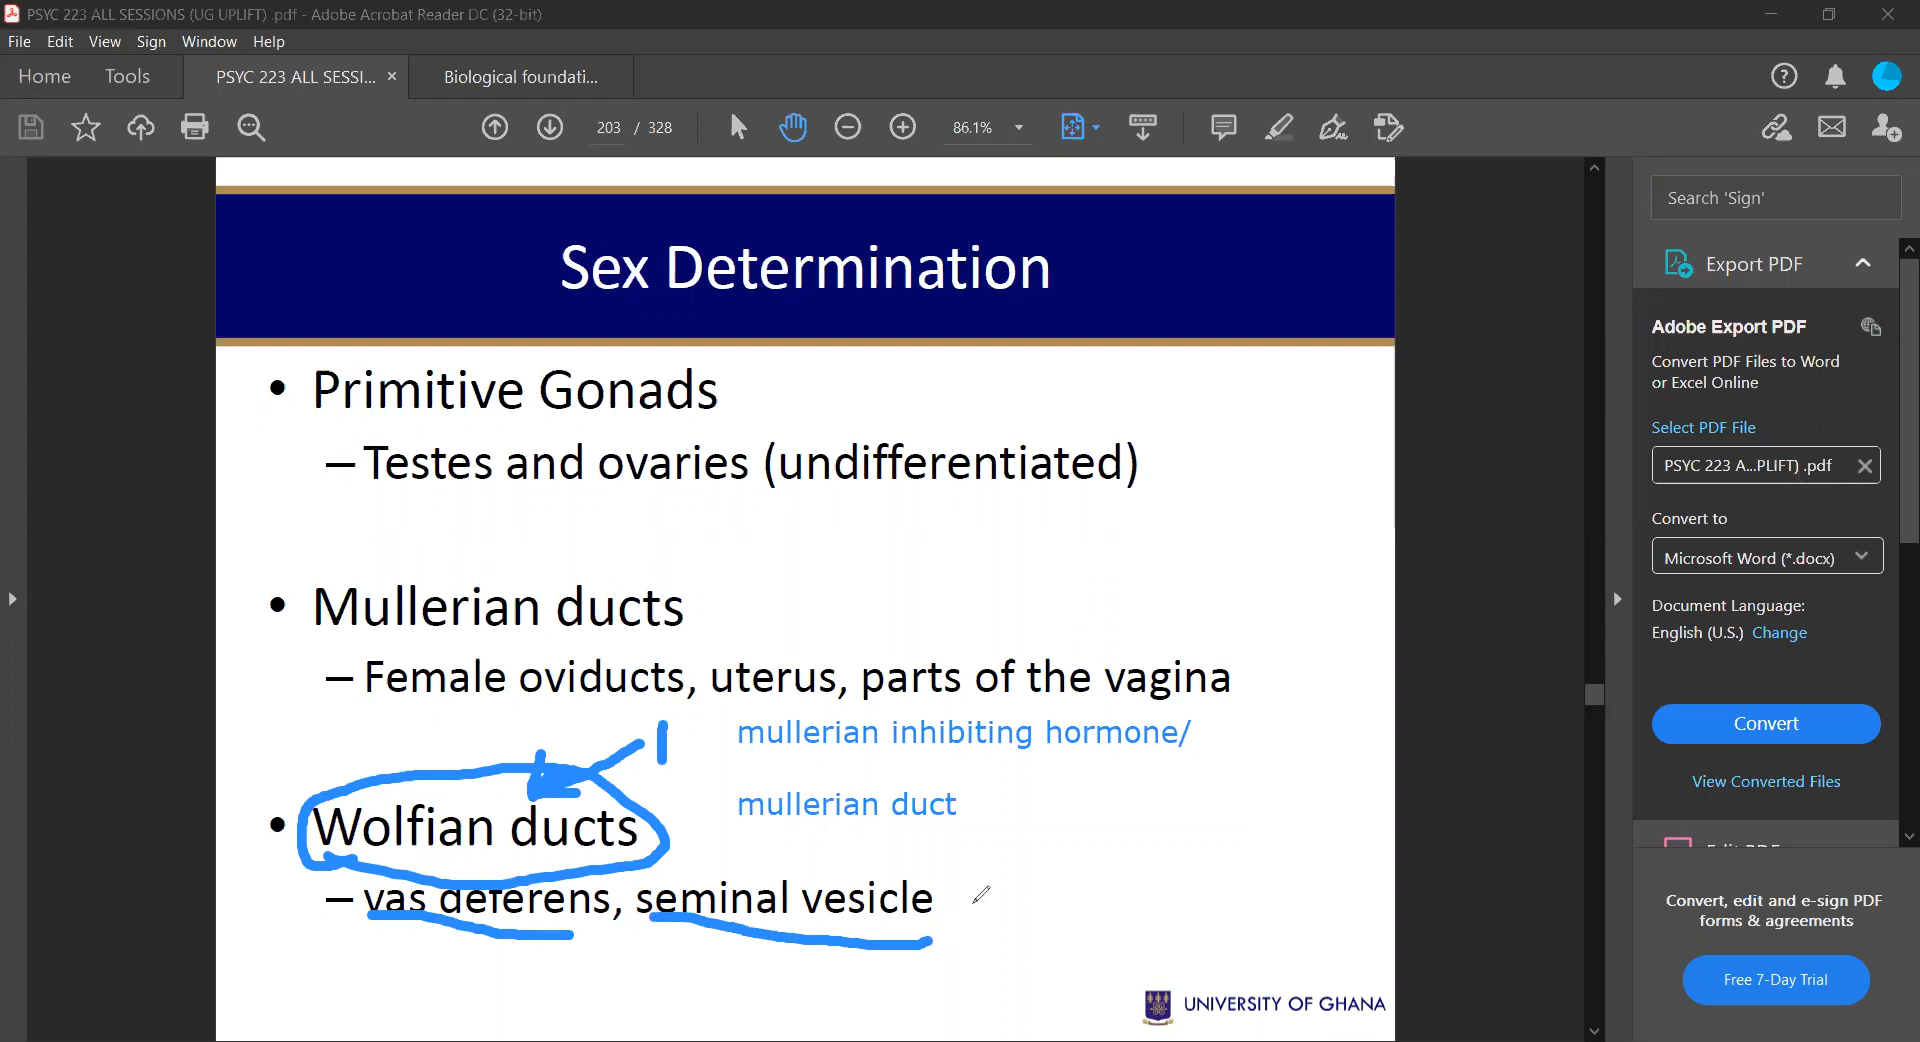 PSYC 223 ALL SESSIONS (UG UPLIFT) .pdf - Adobe Acrobat Reader DC (32-bit)
File Edit View Sign Window Help
Home Tools PSYC 223 ALL SESSI... × Biological foundati...
203 / 328 86.1%
Search 'Sign'
Export PDF
Adobe Export PDF
Convert PDF Files to Word
or Excel Online
Select PDF File
PSYC 223 A...PLIFT) .pdf
Convert to
Microsoft Word (*.docx)
Document Language:
English (U.S.) Change
Convert
View Converted Files
Edit PDF
Convert, edit and e-sign PDF
forms & agreements
Free 7-Day Trial
Sex Determination
• Primitive Gonads
–Testes and ovaries (undifferentiated)
• Mullerian ducts
–Female oviducts, uterus, parts of the vagina
mullerian inhibiting hormone/
mullerian duct
• Wolfian ducts
–vas deferens, seminal vesicle
UNIVERSITY OF GHANA